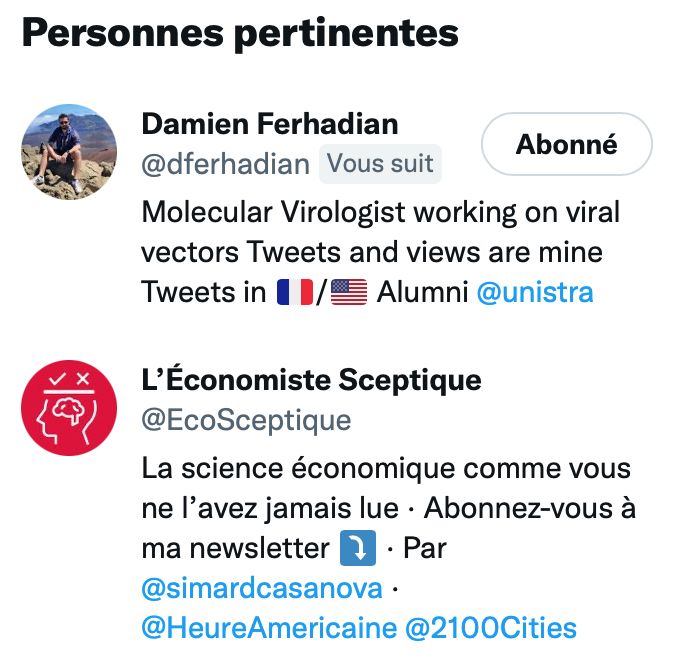 Personnes pertinentes
Damien Ferhadian
Abonné
@dferhadian Vous suit
Molecular Virologist working on viral
vectors Tweets and views are mine
Tweets in 🇫🇷/🇺🇸 Alumni @unistra
L’Économiste Sceptique
@EcoSceptique
La science économique comme vous
ne l’avez jamais lue · Abonnez-vous à
ma newsletter ⤵️ · Par
@simardcasanova ·
@HeureAmericaine @2100Cities